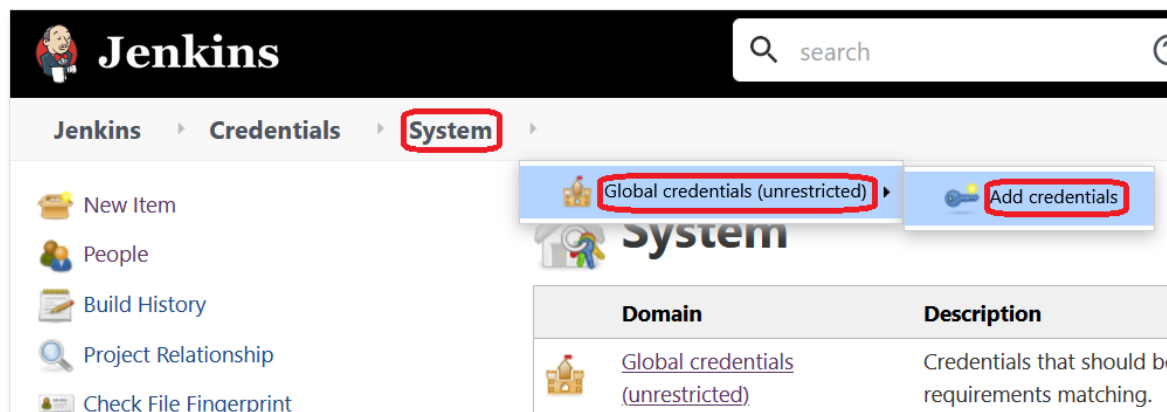 Jenkins
search
Jenkins Credentials System
Global credentials (unrestricted) Add credentials
New Item
System
People
Build History
Domain Description
Project Relationship
Global credentials Credentials that should
(unrestricted) requirements matching.
Check File Fingerprint